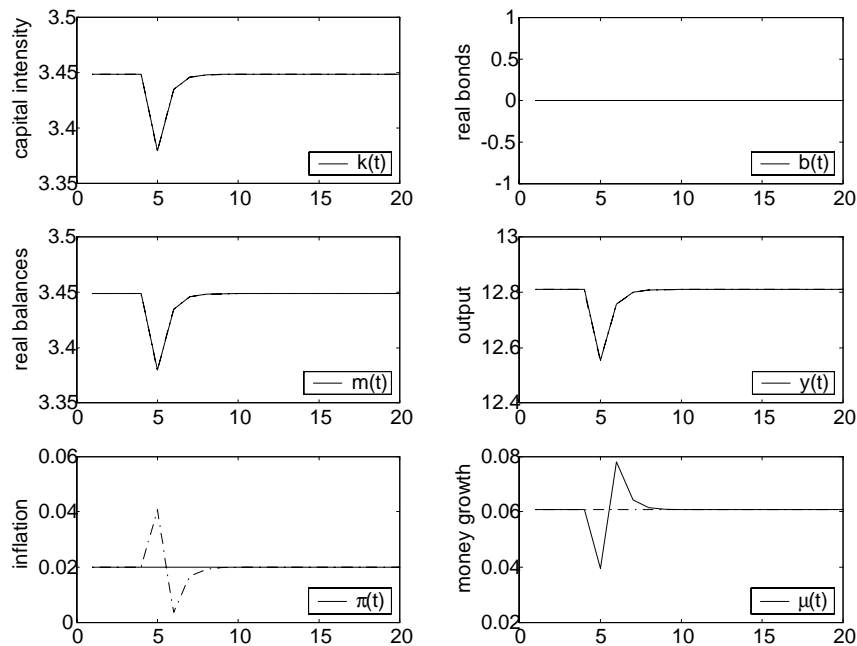 3.5
3.45
3.4
3.35
capital intensity
k(t)
0 5 10 15 20
1
0.5
0
-0.5
-1
real bonds
b(t)
0 5 10 15 20
3.5
3.45
3.4
3.35
real balances
m(t)
0 5 10 15 20
13
12.8
12.6
12.4
output
y(t)
0 5 10 15 20
0.06
0.04
0.02
0
inflation
π(t)
0 5 10 15 20
0.08
0.06
0.04
0.02
money growth
μ(t)
0 5 10 15 20